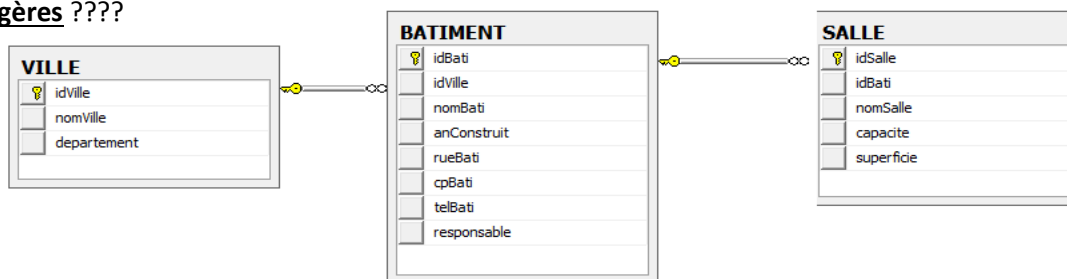 gères ????
VILLE
idVille
nomVille
departement
BATIMENT
idBati
idVille
nomBati
anConstruit
rueBati
cpBati
telBati
responsable
SALLE
idSalle
idBati
nomSalle
capacite
superficie